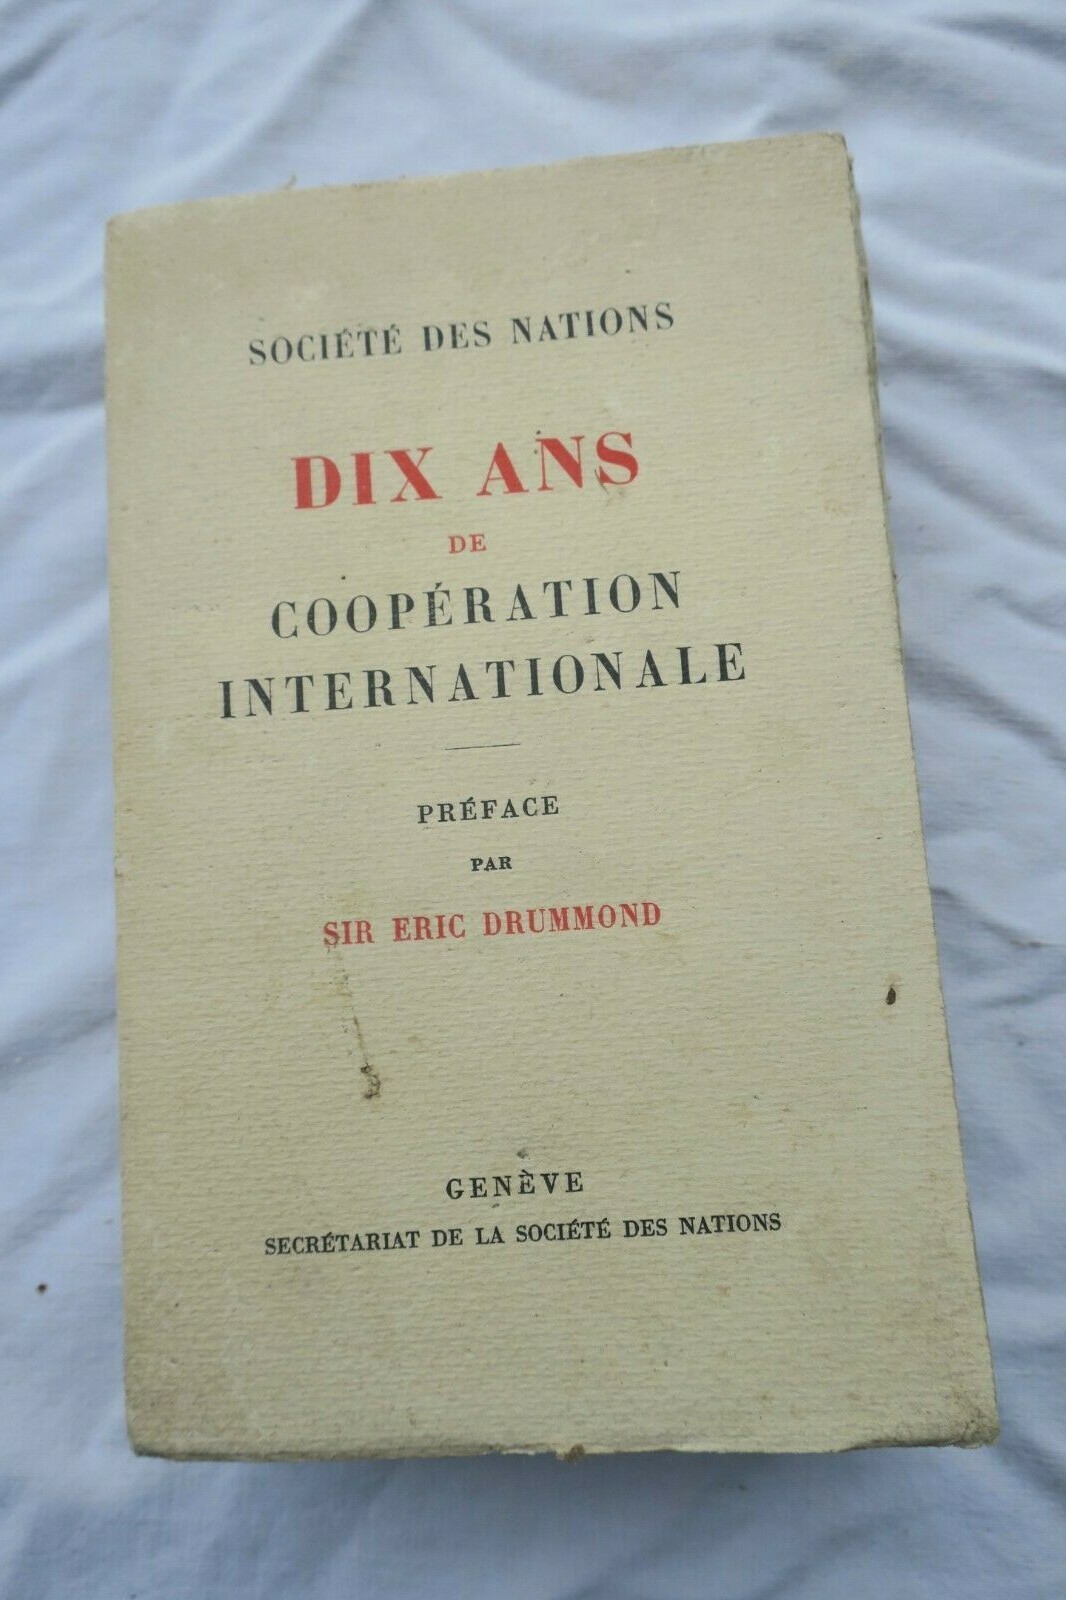 SOCIÉTÉ DES NATIONS
DIX ANS
DE
COOPÉRATION
INTERNATIONALE
PRÉFACE
PAR
SIR ERIC DRUMMOND
GENÈVE
SECRÉTARIAT DE LA SOCIÉTÉ DES NATIONS